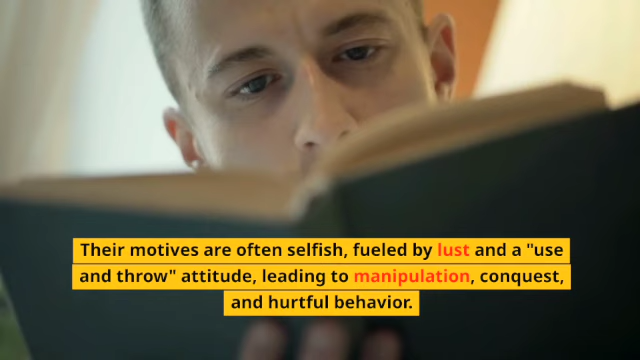 Their motives are often selfish, fueled by lust and a "use
and throw" attitude, leading to manipulation, conquest,
and hurtful behavior.